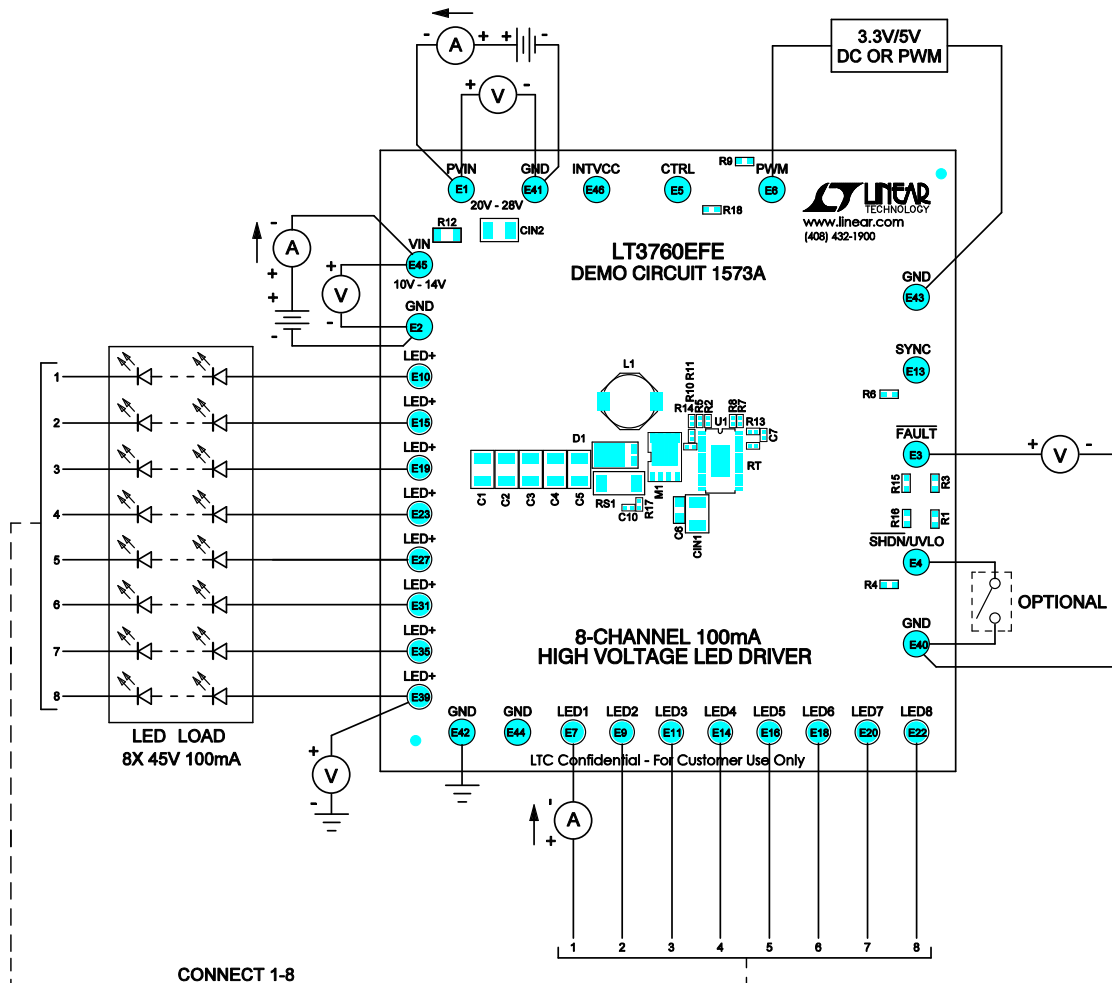 - A + + -
3.3V/5V
DC OR PWM
+ V -
PVIN
GND
INTVCC
CTRL
R9
PWM
E1
E41
E46
E5
E6
20V - 28V
R18
R12
CIN2
LINEAR
TECHNOLOGY
www.linear.com
(408) 432-1900
-
A
+
+
-
+
V
-
VIN
E45
10V - 14V
LT3760EFE
DEMO CIRCUIT 1573A
GND
E2
GND
E43
LED+
1
E10
SYNC
E13
R6
L1
R10
R11
R14
R5
R2
R8
R7
U1
R13
C7
RT
D1
M1
RS1
C10
R17
C6
CIN1
C1
C2
C3
C4
C5
LED+
2
E15
LED+
3
E19
FAULT
E3
+ V -
R15
R3
LED+
4
E23
R16
R1
LED+
5
E27
SHDN/UVLO
E4
R4
OPTIONAL
LED+
6
E31
GND
E40
LED+
7
E35
8-CHANNEL 100mA
HIGH VOLTAGE LED DRIVER
LED+
8
E39
LED LOAD
8X 45V 100mA
+
V
-
GND
GND
LED1
LED2
LED3
LED4
LED5
LED6
LED7
LED8
E42
E44
E7
E9
E11
E14
E16
E18
E20
E22
LTC Confidential - For Customer Use Only
-
A
+
1 2 3 4 5 6 7 8
CONNECT 1-8